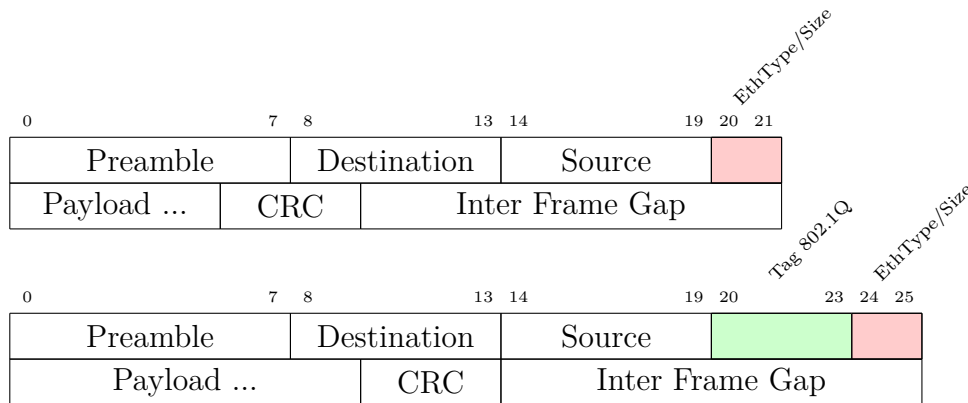 EthType/Size
0 7 8 13 14 19 20 21
Preamble Destination Source
Payload ... CRC Inter Frame Gap
Tag 802.1Q EthType/Size
0 7 8 13 14 19 20 23 24 25
Preamble Destination Source
Payload ... CRC Inter Frame Gap